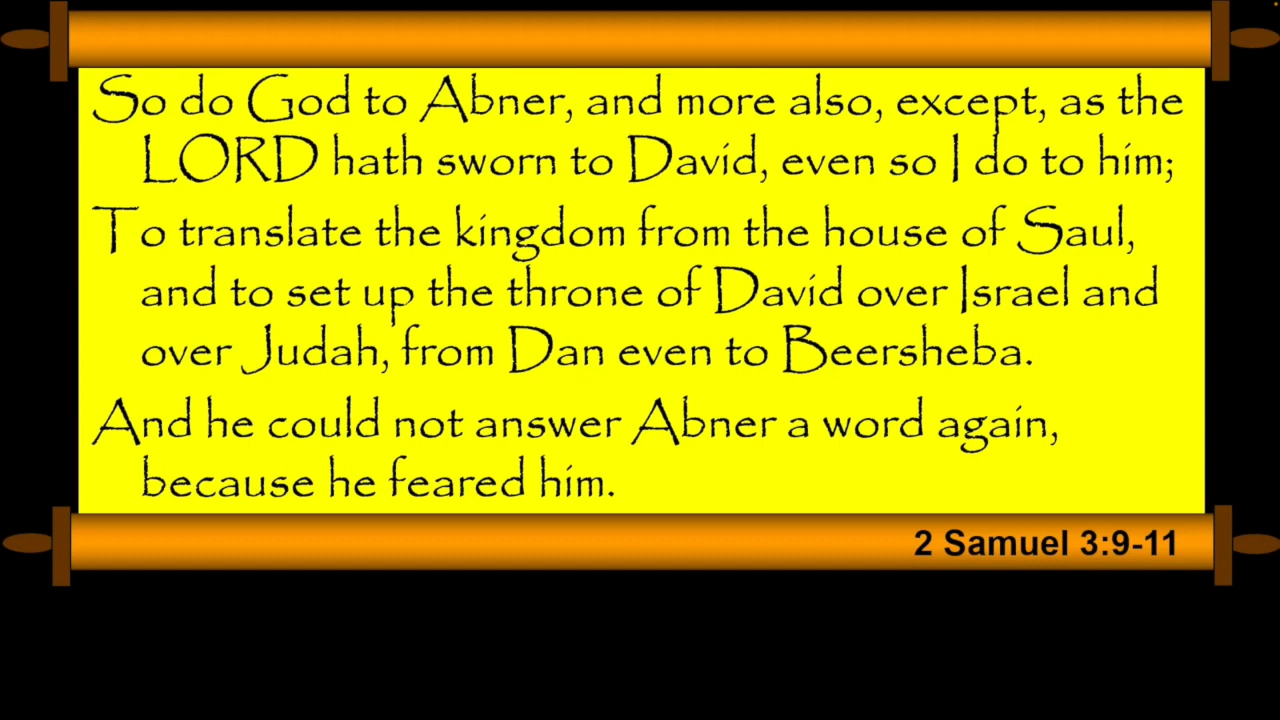 So do God to Abner, and more also, except, as the
LORD hath sworn to David, even so I do to him;
To translate the kingdom from the house of Saul,
and to set up the throne of David over Israel and
over Judah, from Dan even to Beersheba.
And he could not answer Abner a word again,
because he feared him.
2 Samuel 3:9-11